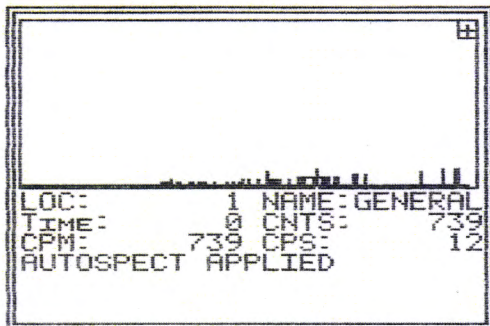 LOC: 1 NAME:GENERAL
TIME: 0 CNTS: 739
CPM: 739 CPS: 12
AUTOSPECT APPLIED